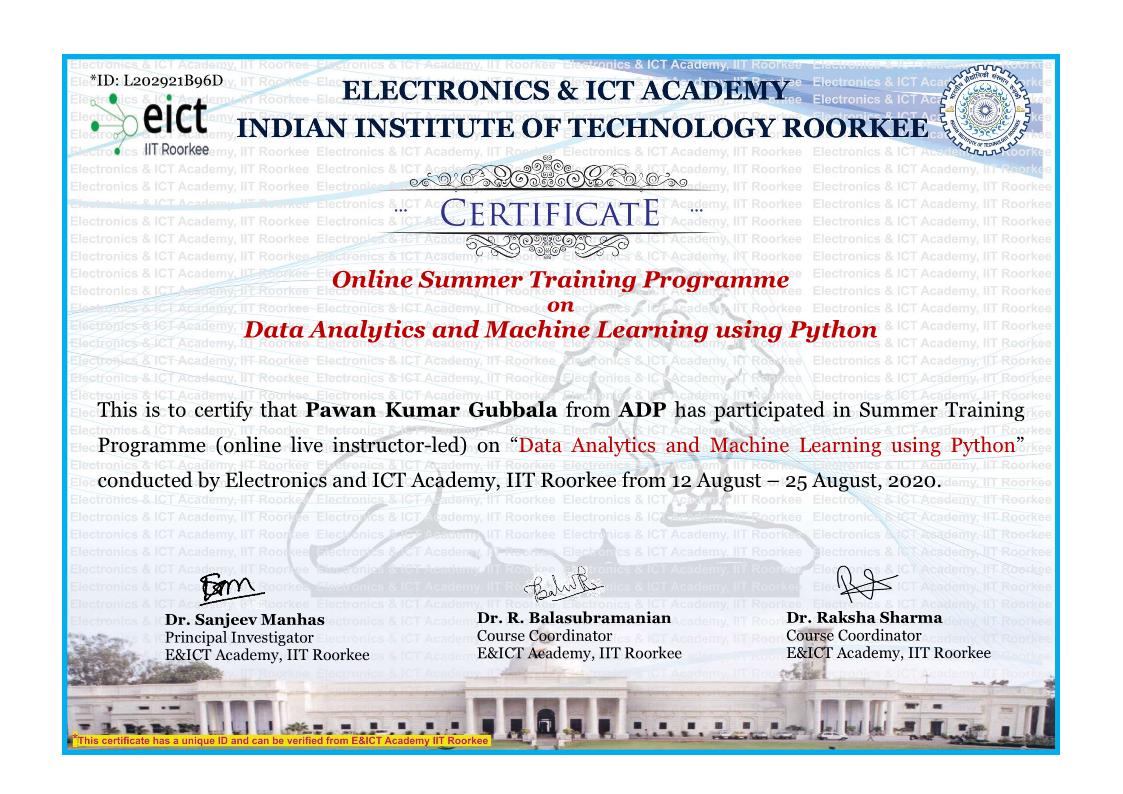 *ID: L202921B96D
eict
IIT Roorkee
ELECTRONICS & ICT ACADEMY
INDIAN INSTITUTE OF TECHNOLOGY ROORKEE
CERTIFICATE
Online Summer Training Programme
on
Data Analytics and Machine Learning using Python
This is to certify that Pawan Kumar Gubbala from ADP has participated in Summer Training
Programme (online live instructor-led) on “Data Analytics and Machine Learning using Python”
conducted by Electronics and ICT Academy, IIT Roorkee from 12 August – 25 August, 2020.
Dr. Sanjeev Manhas
Principal Investigator
E&ICT Academy, IIT Roorkee
Dr. R. Balasubramanian
Course Coordinator
E&ICT Academy, IIT Roorkee
Dr. Raksha Sharma
Course Coordinator
E&ICT Academy, IIT Roorkee
*This certificate has a unique ID and can be verified from E&ICT Academy IIT Roorkee